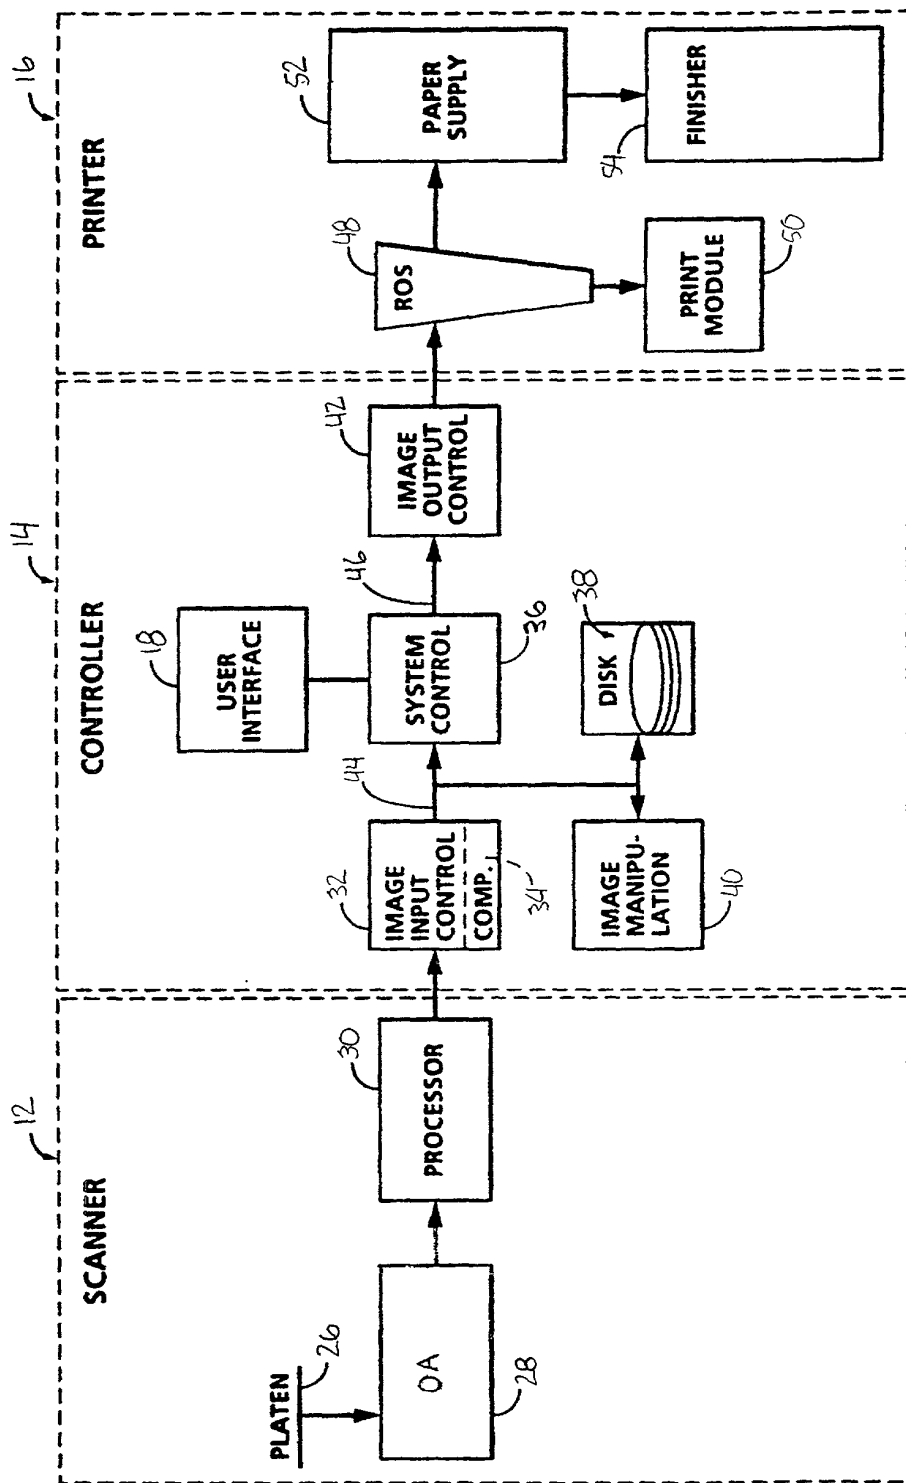 12
SCANNER
PLATEN
26
OA
28
PROCESSOR
30
14
CONTROLLER
18
USER
INTERFACE
32
IMAGE
INPUT
CONTROL
COMP.
34
44
SYSTEM
CONTROL
36
46
42
IMAGE
OUTPUT
CONTROL
IMAGE
MANIPU-
LATION
40
DISK
38
16
PRINTER
ROS
48
52
PAPER
SUPPLY
PRINT
MODULE
50
54
FINISHER